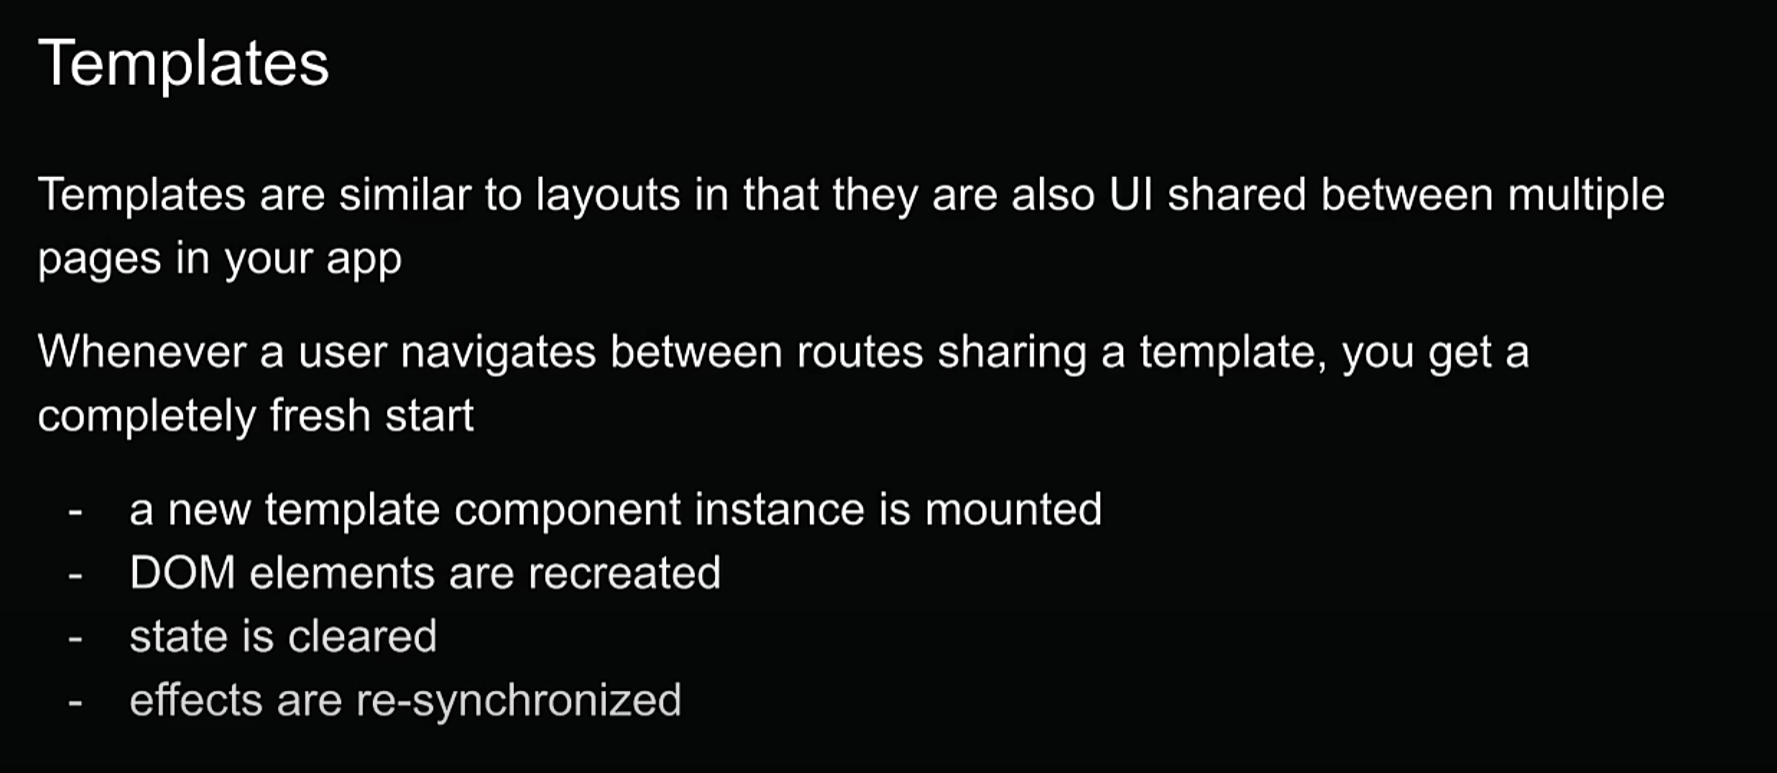 Templates
Templates are similar to layouts in that they are also UI shared between multiple
pages in your app
Whenever a user navigates between routes sharing a template, you get a
completely fresh start
- a new template component instance is mounted
- DOM elements are recreated
- state is cleared
- effects are re-synchronized